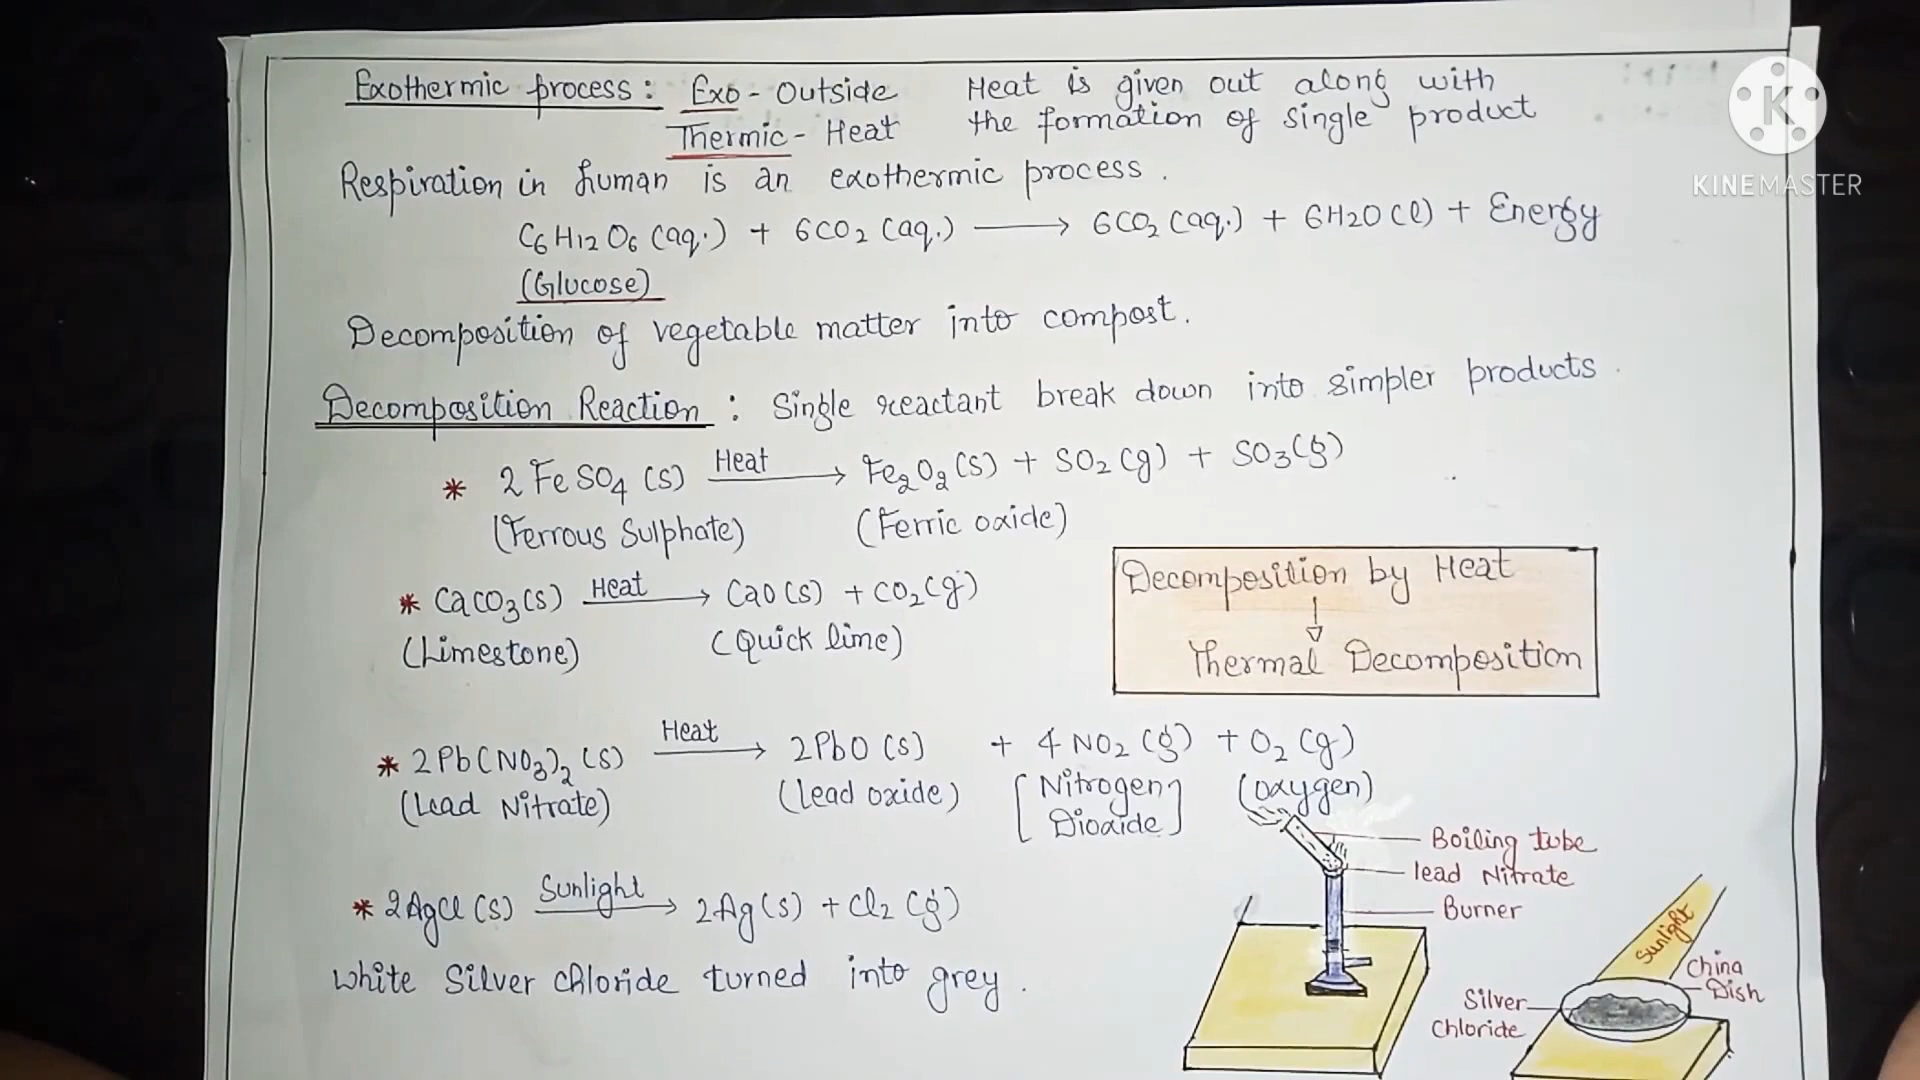 Exothermic process: Exo - Outside Heat is given out along with
Thermic - Heat the formation of single product
Respiration in human is an exothermic process.
C6H12O6 (aq.) + 6CO2 (aq.) → 6CO2 (aq.) + 6H2O (l) + Energy
(Glucose)
Decomposition of vegetable matter into compost.
Decomposition Reaction : Single reactant break down into simpler products.
* 2 FeSO4 (s) Heat → Fe2O2 (s) + SO2 (g) + SO3 (g)
(Ferrous Sulphate) (Ferric oxide)
* CaCO3 (s) Heat → CaO (s) + CO2 (g)
(Limestone) (Quick lime)
Decomposition by Heat
↓
Thermal Decomposition
* 2Pb(NO3)2 (s) Heat → 2PbO (s) + 4 NO2 (g) + O2 (g)
(Lead Nitrate) (lead oxide) [Nitrogen Dioxide] (oxygen)
* 2AgCl (s) Sunlight → 2Ag (s) + Cl2 (g)
White Silver chloride turned into grey.
Boiling tube
lead Nitrate
Burner
Sunlight
China
Dish
Silver
chloride
K
KINEMASTER